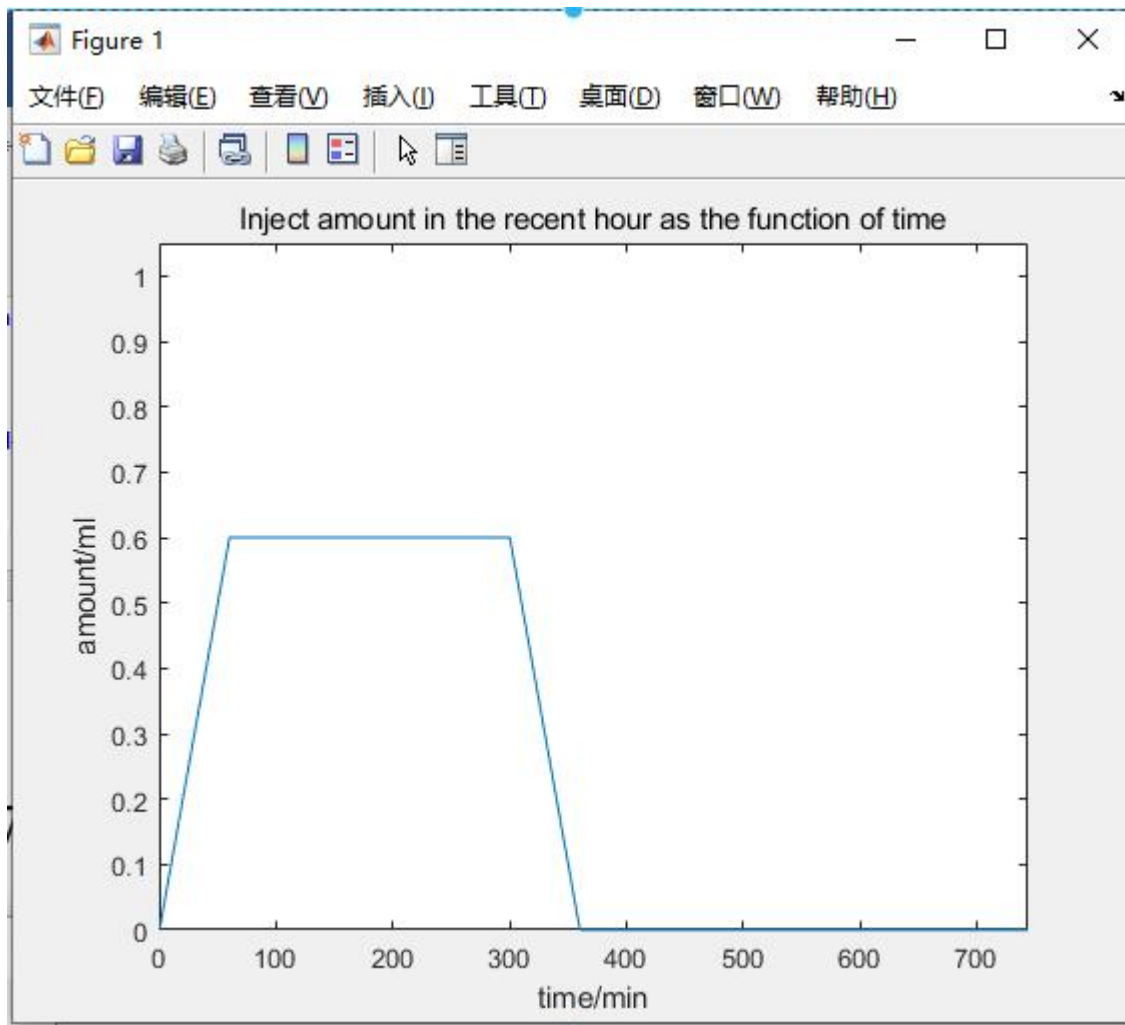 Figure 1
文件(F) 编辑(E) 查看(V) 插入(I) 工具(T) 桌面(D) 窗口(W) 帮助(H)
Inject amount in the recent hour as the function of time
1
0.9
0.8
0.7
0.6
0.5
0.4
0.3
0.2
0.1
0
amount/ml
0 100 200 300 400 500 600 700
time/min